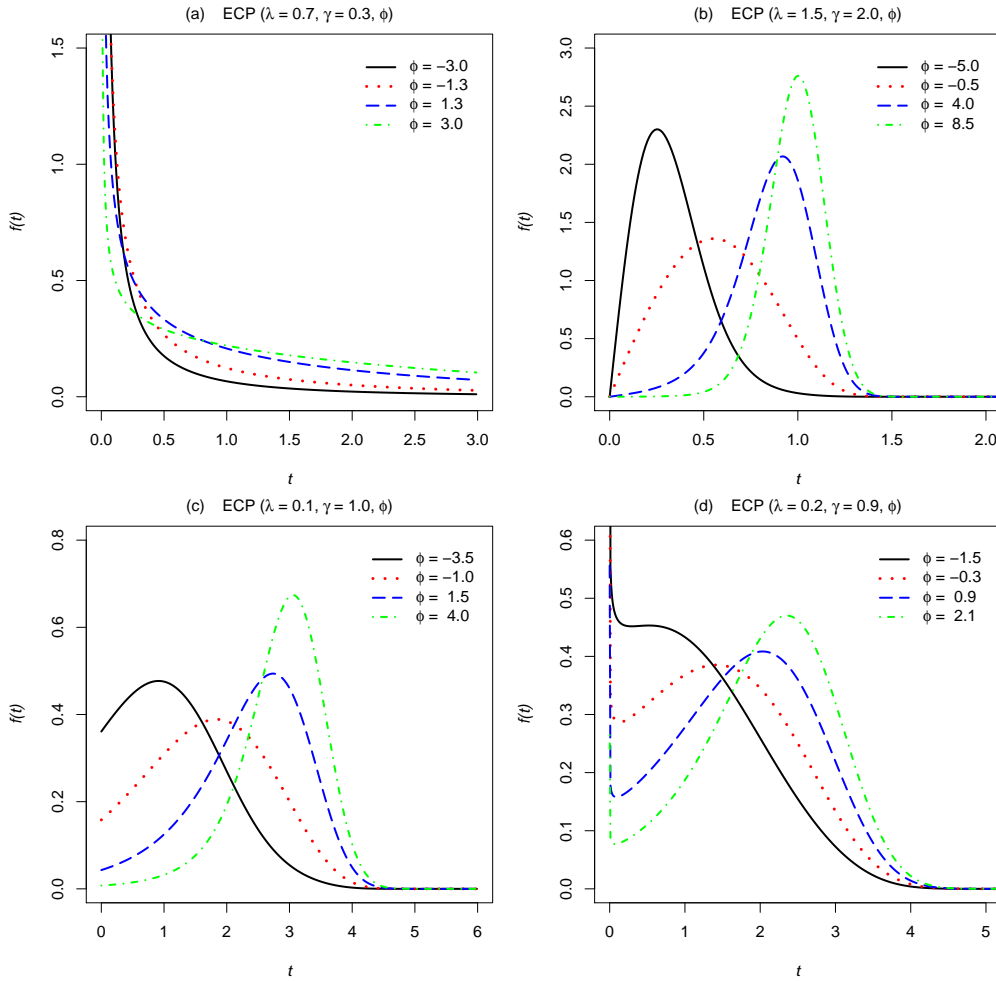 (a) ECP (λ = 0.7, γ = 0.3, ϕ)
ϕ = −3.0
ϕ = −1.3
ϕ = 1.3
ϕ = 3.0
1.5
1.0
0.5
0.0
f(t)
0.0 0.5 1.0 1.5 2.0 2.5 3.0
t
(b) ECP (λ = 1.5, γ = 2.0, ϕ)
ϕ = −5.0
ϕ = −0.5
ϕ = 4.0
ϕ = 8.5
3.0
2.5
2.0
1.5
1.0
0.5
0.0
f(t)
0.0 0.5 1.0 1.5 2.0
t
(c) ECP (λ = 0.1, γ = 1.0, ϕ)
ϕ = −3.5
ϕ = −1.0
ϕ = 1.5
ϕ = 4.0
0.8
0.6
0.4
0.2
0.0
f(t)
0 1 2 3 4 5 6
t
(d) ECP (λ = 0.2, γ = 0.9, ϕ)
ϕ = −1.5
ϕ = −0.3
ϕ = 0.9
ϕ = 2.1
0.6
0.5
0.4
0.3
0.2
0.1
0.0
f(t)
0 1 2 3 4 5
t